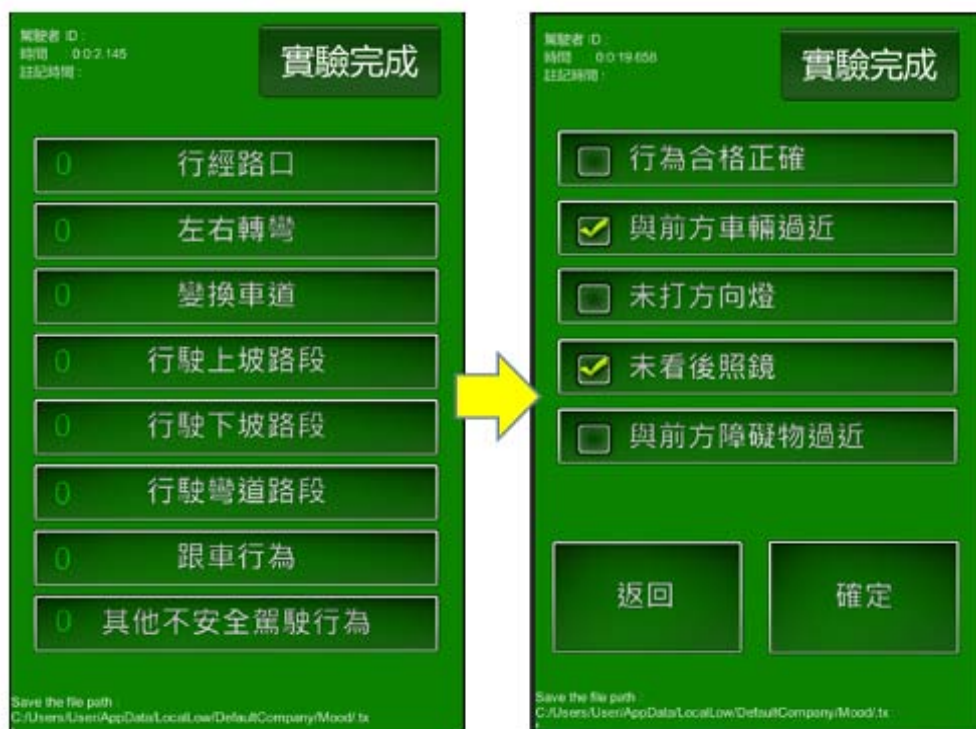 駕駛者 ID :
時間 0:0:2.145
註記時間 :
實驗完成
0 行經路口
0 左右轉彎
0 變換車道
0 行駛上坡路段
0 行駛下坡路段
0 行駛彎道路段
0 跟車行為
0 其他不安全駕駛行為
Save the file path :
C:/Users/User/AppData/LocalLow/DefaultCompany/Mood/.tx
t
駕駛者 ID :
時間 0:0:19.658
註記時間 :
實驗完成
行為合格正確
與前方車輛過近
未打方向燈
未看後照鏡
與前方障礙物過近
返回
確定
Save the file path :
C:/Users/User/AppData/LocalLow/DefaultCompany/Mood/.tx
t